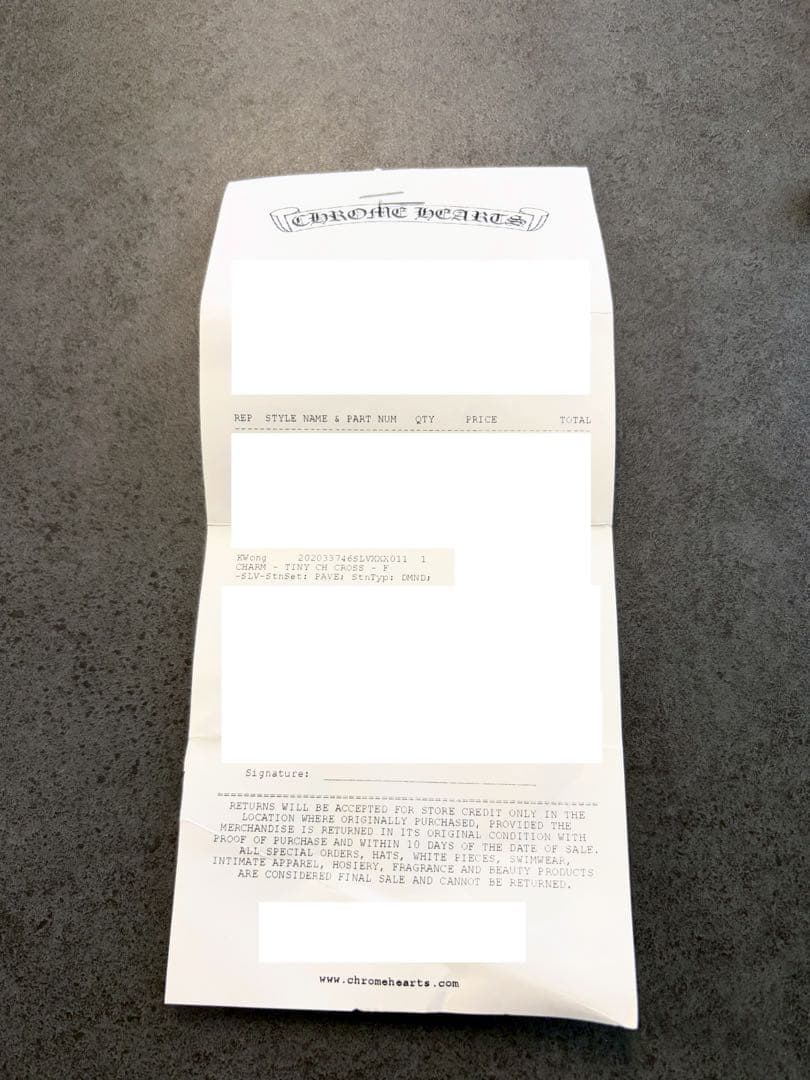 CHROME HEARTS
REP STYLE NAME & PART NUM QTY PRICE TOTAL
KWong 202033746SLVXXX011 1
CHARM - TINY CH CROSS - F
-SLV-StnSet: PAVE; StnTyp: DMND;
Signature:
RETURNS WILL BE ACCEPTED FOR STORE CREDIT ONLY IN THE
LOCATION WHERE ORIGINALLY PURCHASED, PROVIDED THE
MERCHANDISE IS RETURNED IN ITS ORIGINAL CONDITION WITH
PROOF OF PURCHASE AND WITHIN 10 DAYS OF THE DATE OF SALE.
ALL SPECIAL ORDERS, HATS, WHITE PIECES, SWIMWEAR,
INTIMATE APPAREL, HOSIERY, FRAGRANCE AND BEAUTY PRODUCTS
ARE CONSIDERED FINAL SALE AND CANNOT BE RETURNED.
www.chromehearts.com